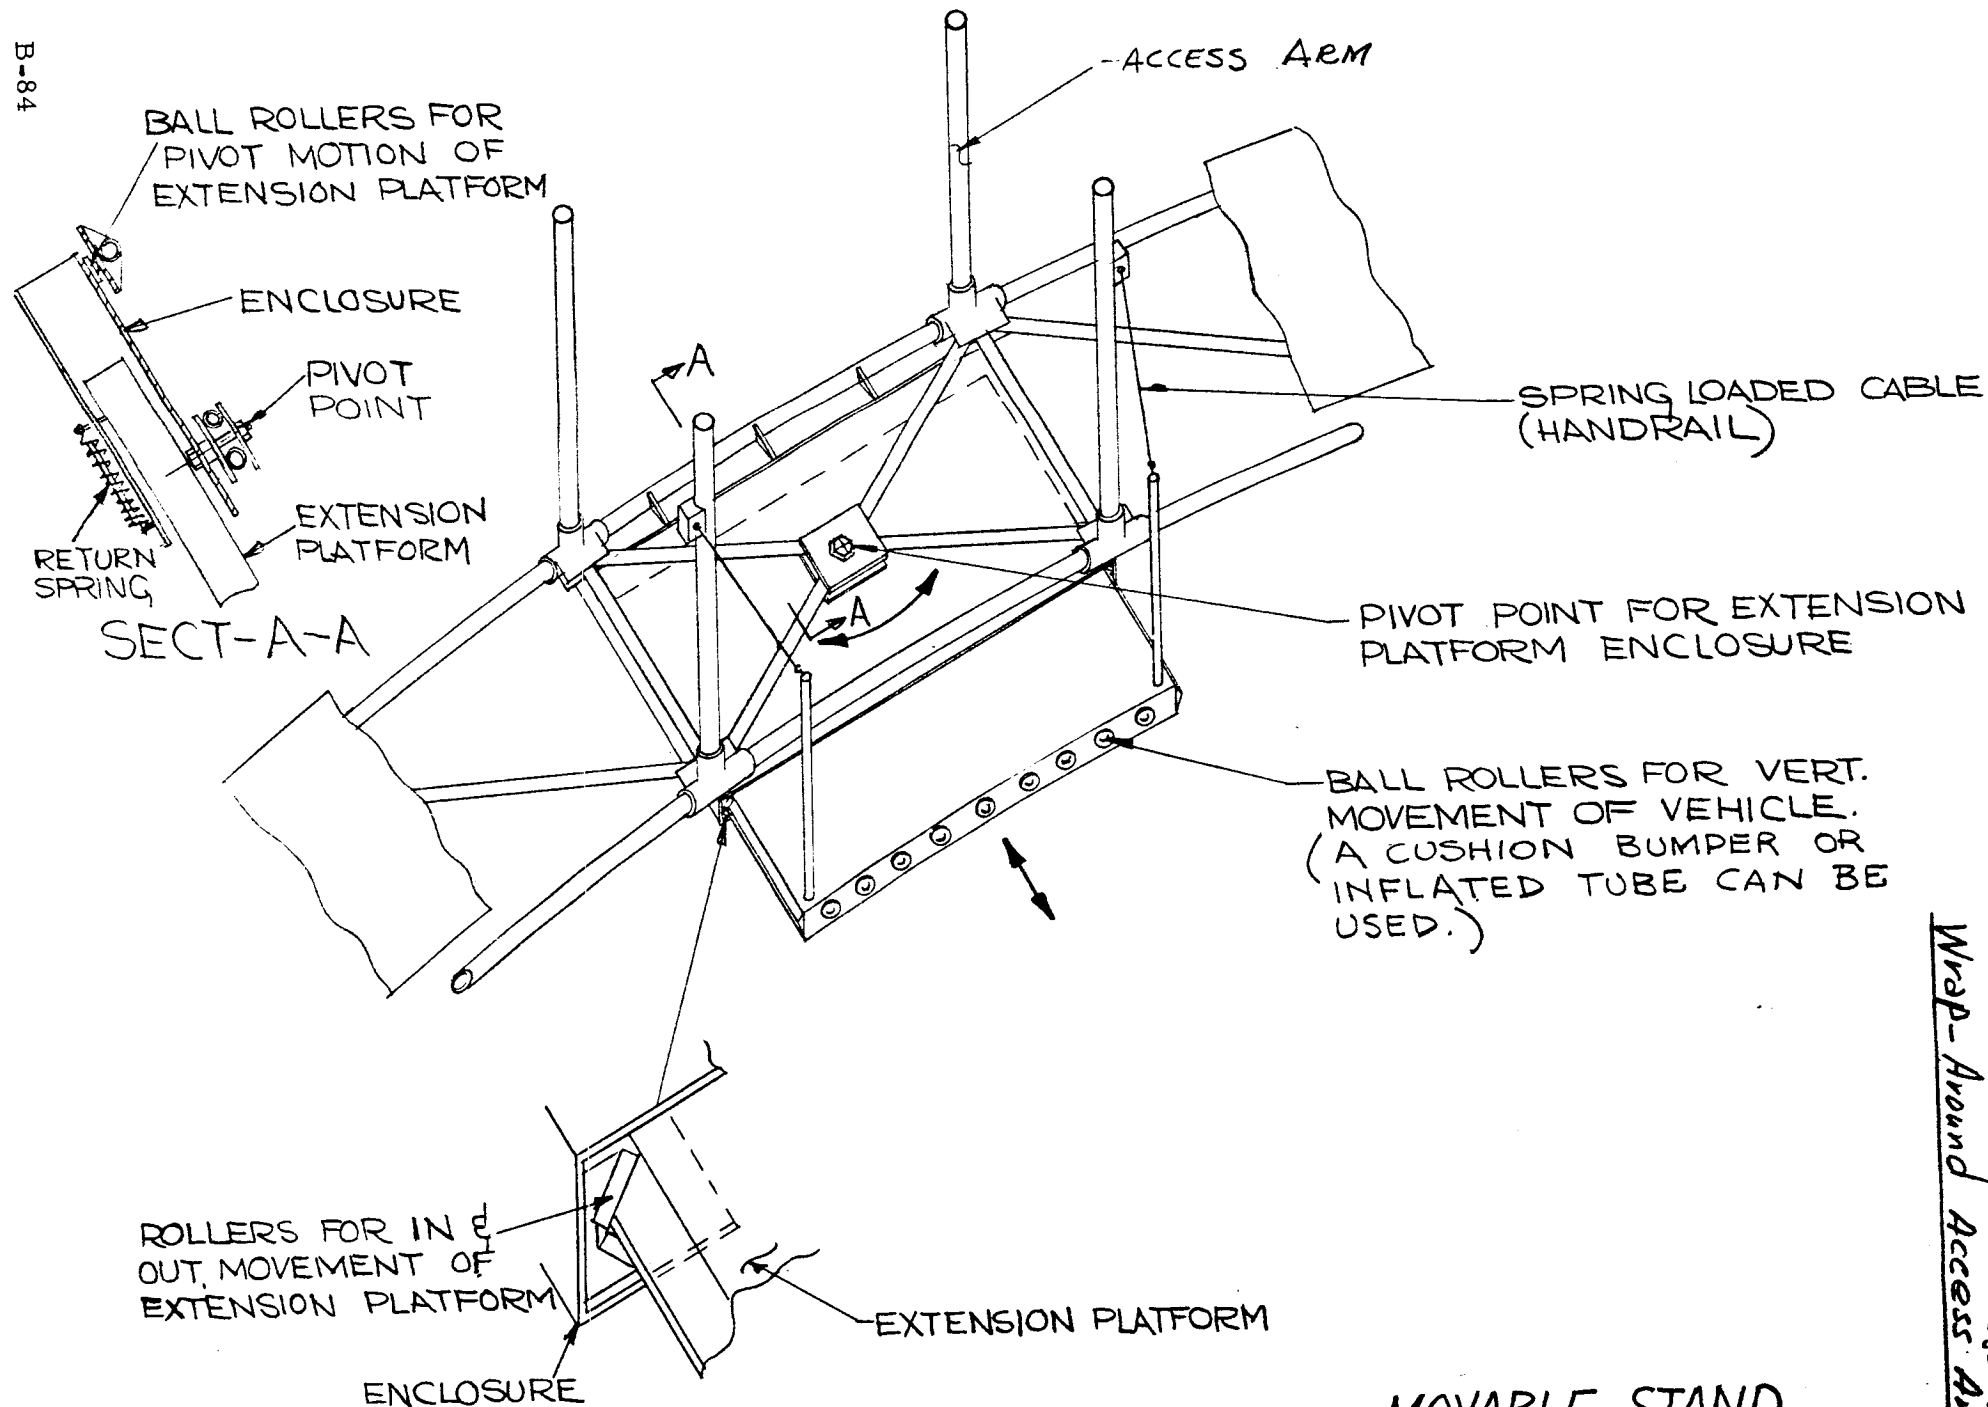 B-84
BALL ROLLERS FOR
PIVOT MOTION OF
EXTENSION PLATFORM
ENCLOSURE
PIVOT
POINT
EXTENSION
PLATFORM
RETURN
SPRING
SECT-A-A
ACCESS ARM
A
A
SPRING LOADED CABLE
(HANDRAIL)
PIVOT POINT FOR EXTENSION
PLATFORM ENCLOSURE
BALL ROLLERS FOR VERT.
MOVEMENT OF VEHICLE.
(A CUSHION BUMPER OR
INFLATED TUBE CAN BE
USED.)
ROLLERS FOR IN &
OUT MOVEMENT OF
EXTENSION PLATFORM
EXTENSION PLATFORM
ENCLOSURE
MOVABLE STAND
Wrap-Around Access